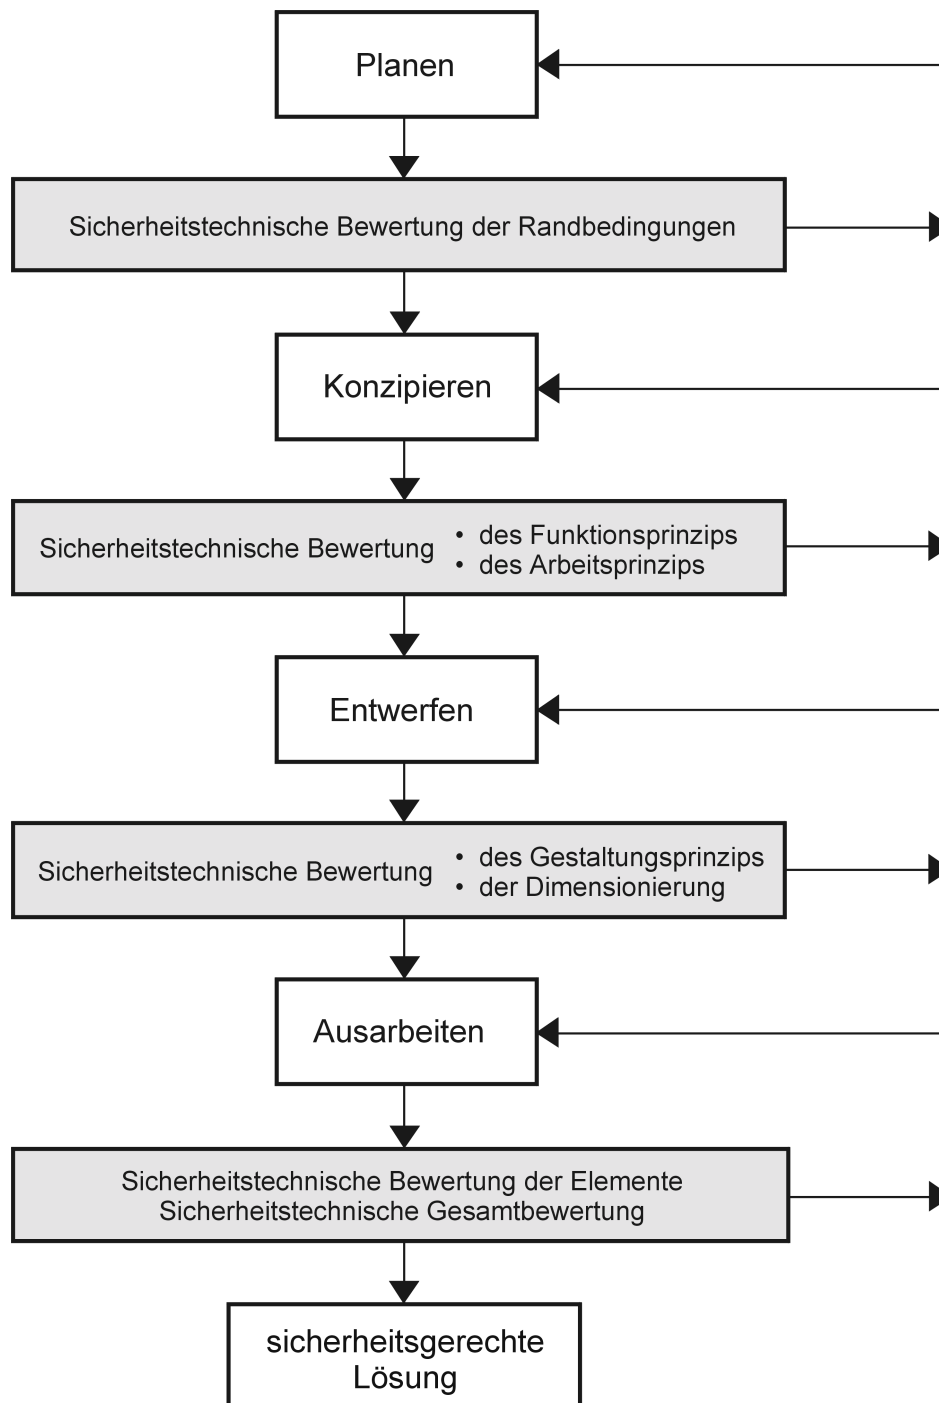 Planen
Sicherheitstechnische Bewertung der Randbedingungen
Konzipieren
Sicherheitstechnische Bewertung
• des Funktionsprinzips
• des Arbeitsprinzips
Entwerfen
Sicherheitstechnische Bewertung
• des Gestaltungsprinzips
• der Dimensionierung
Ausarbeiten
Sicherheitstechnische Bewertung der Elemente
Sicherheitstechnische Gesamtbewertung
sicherheitsgerechte
Lösung